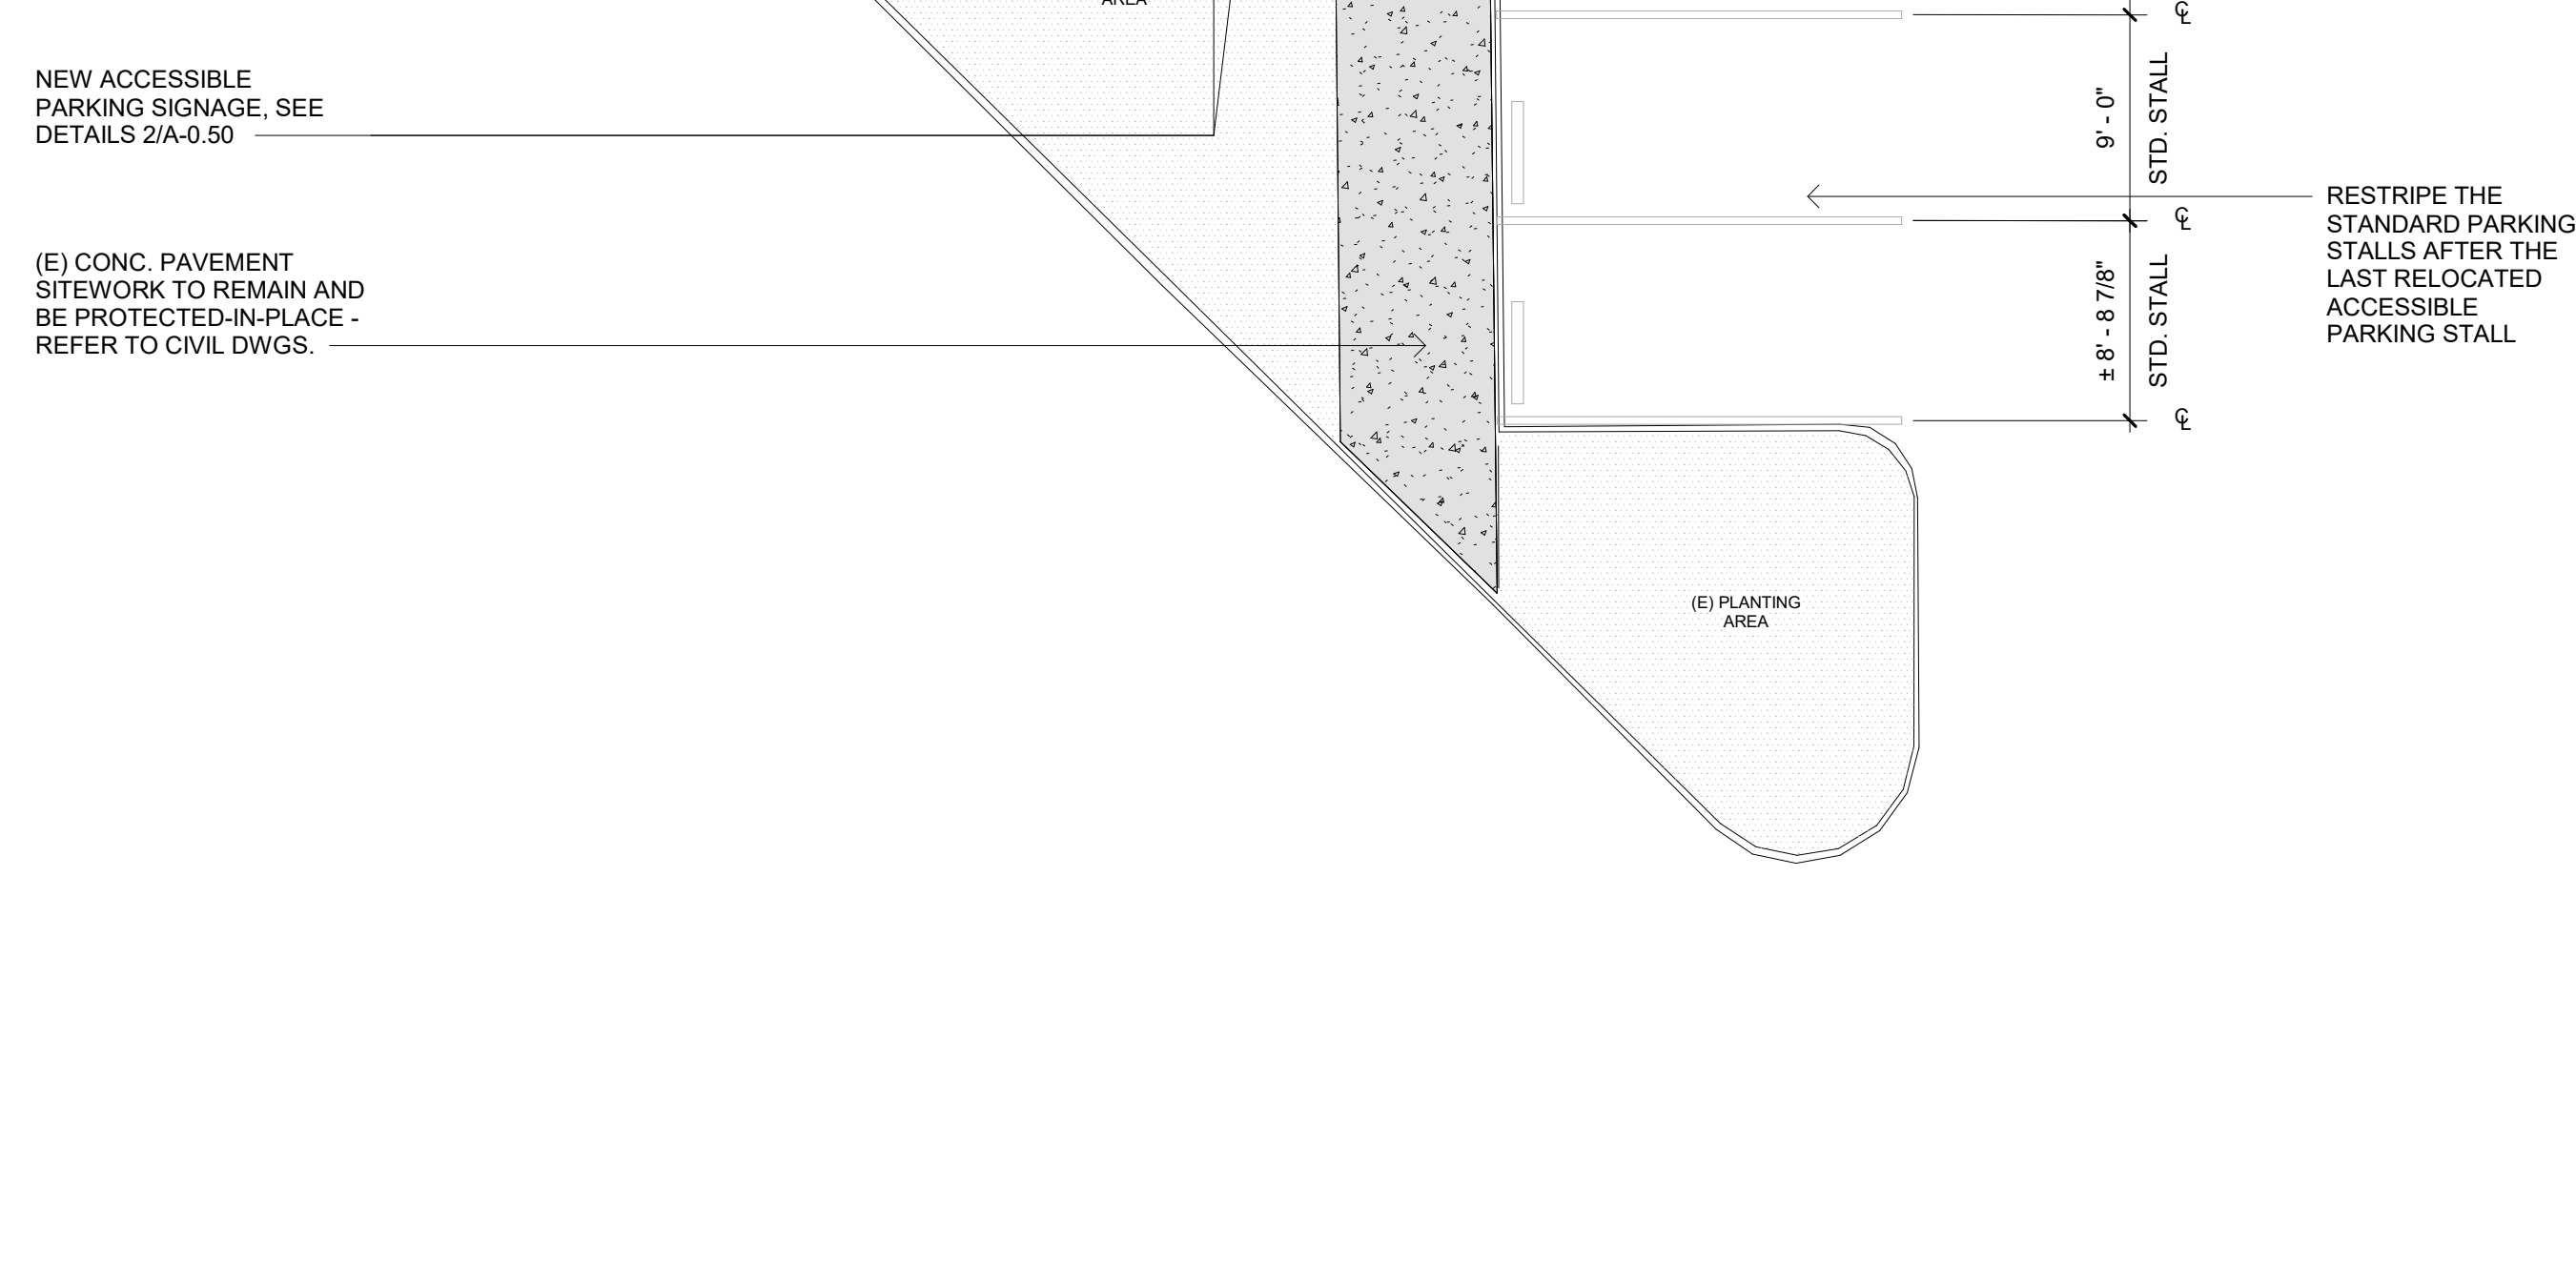 AREA
NEW ACCESSIBLE
PARKING SIGNAGE, SEE
DETAILS 2/A-0.50
(E) CONC. PAVEMENT
SITEWORK TO REMAIN AND
BE PROTECTED-IN-PLACE -
REFER TO CIVIL DWGS.
℄
9' - 0"
STD. STALL
℄
± 8' - 8 7/8"
STD. STALL
℄
RESTRIPE THE
STANDARD PARKING
STALLS AFTER THE
LAST RELOCATED
ACCESSIBLE
PARKING STALL
(E) PLANTING
AREA